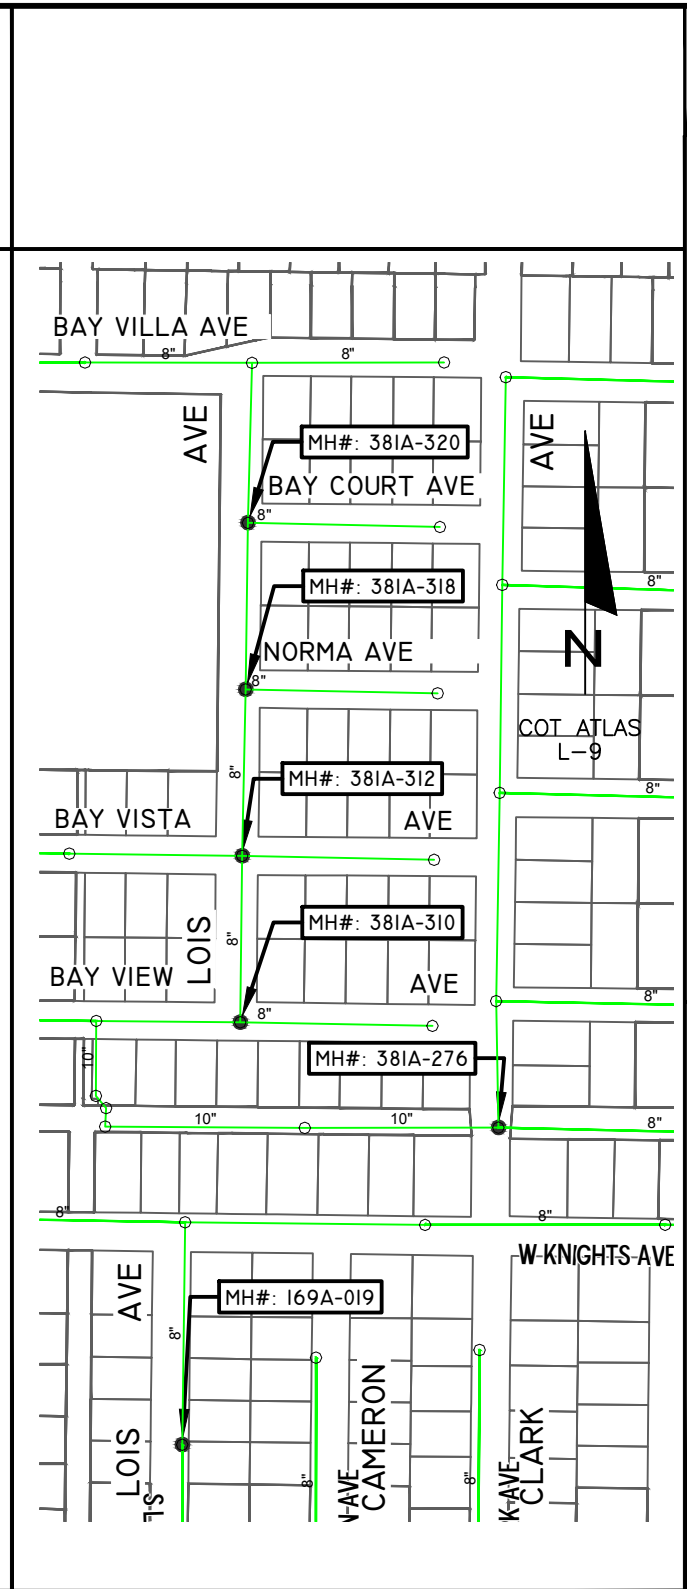 BAY VILLA AVE
8"
8"
AVE
AVE
MH#: 381A-320
BAY COURT AVE
8"
MH#: 381A-318
8"
NORMA AVE
8"
N
COT ATLAS
L-9
8"
MH#: 381A-312
8"
BAY VISTA
AVE
LOIS
8"
MH#: 381A-310
BAY VIEW
AVE
8"
8"
10"
MH#: 381A-276
10"
10"
8"
8"
8"
W KNIGHTS AVE
AVE
MH#: 169A-019
8"
LOIS
CAMERON
CLARK
8"
8"
N-AVE
K-AVE